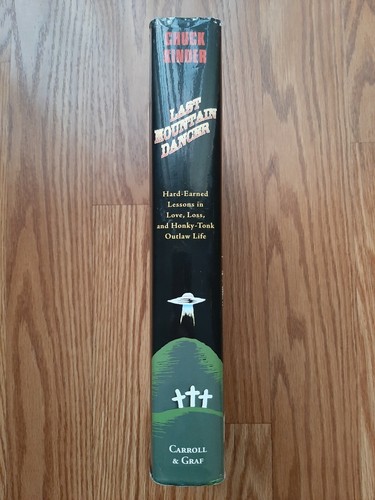 CHUCK
KINDER
LAST
MOUNTAIN
DANCER
Hard-Earned
Lessons in
Love, Loss,
and Honky-Tonk
Outlaw Life
CARROLL
& GRAF